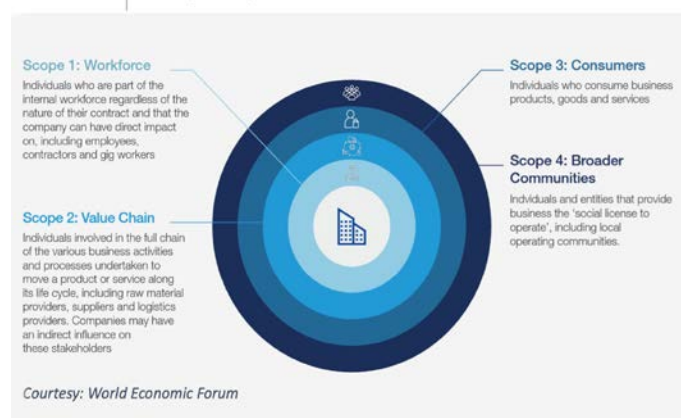 Scope 1: Workforce
Individuals who are part of the
internal workforce regardless of the
nature of their contract and that the
company can have direct impact
on, including employees,
contractors and gig workers
Scope 2: Value Chain
Individuals involved in the full chain
of the various business activities
and processes undertaken to
move a product or service along
its life cycle, including raw material
providers, suppliers and logistics
providers. Companies may have
an indirect influence on
these stakeholders
Scope 3: Consumers
Individuals who consume business
products, goods and services
Scope 4: Broader
Communities
Individuals and entities that provide
business the 'social license to
operate', including local
operating communities.
Courtesy: World Economic Forum